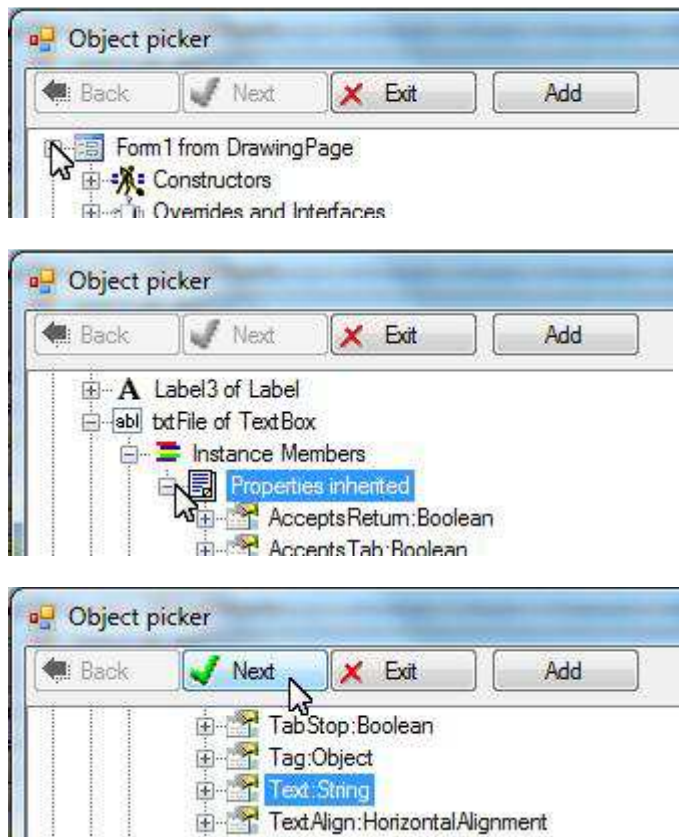 Object picker
Back Next Exit Add
Form1 from DrawingPage
Constructors
Overrides and Interfaces
Object picker
Back Next Exit Add
A Label3 of Label
abl txtFile of TextBox
Instance Members
Properties inherited
AcceptsReturn:Boolean
AcceptsTab:Boolean
Object picker
Back Next Exit Add
TabStop:Boolean
Tag:Object
Text:String
TextAlign:HorizontalAlignment